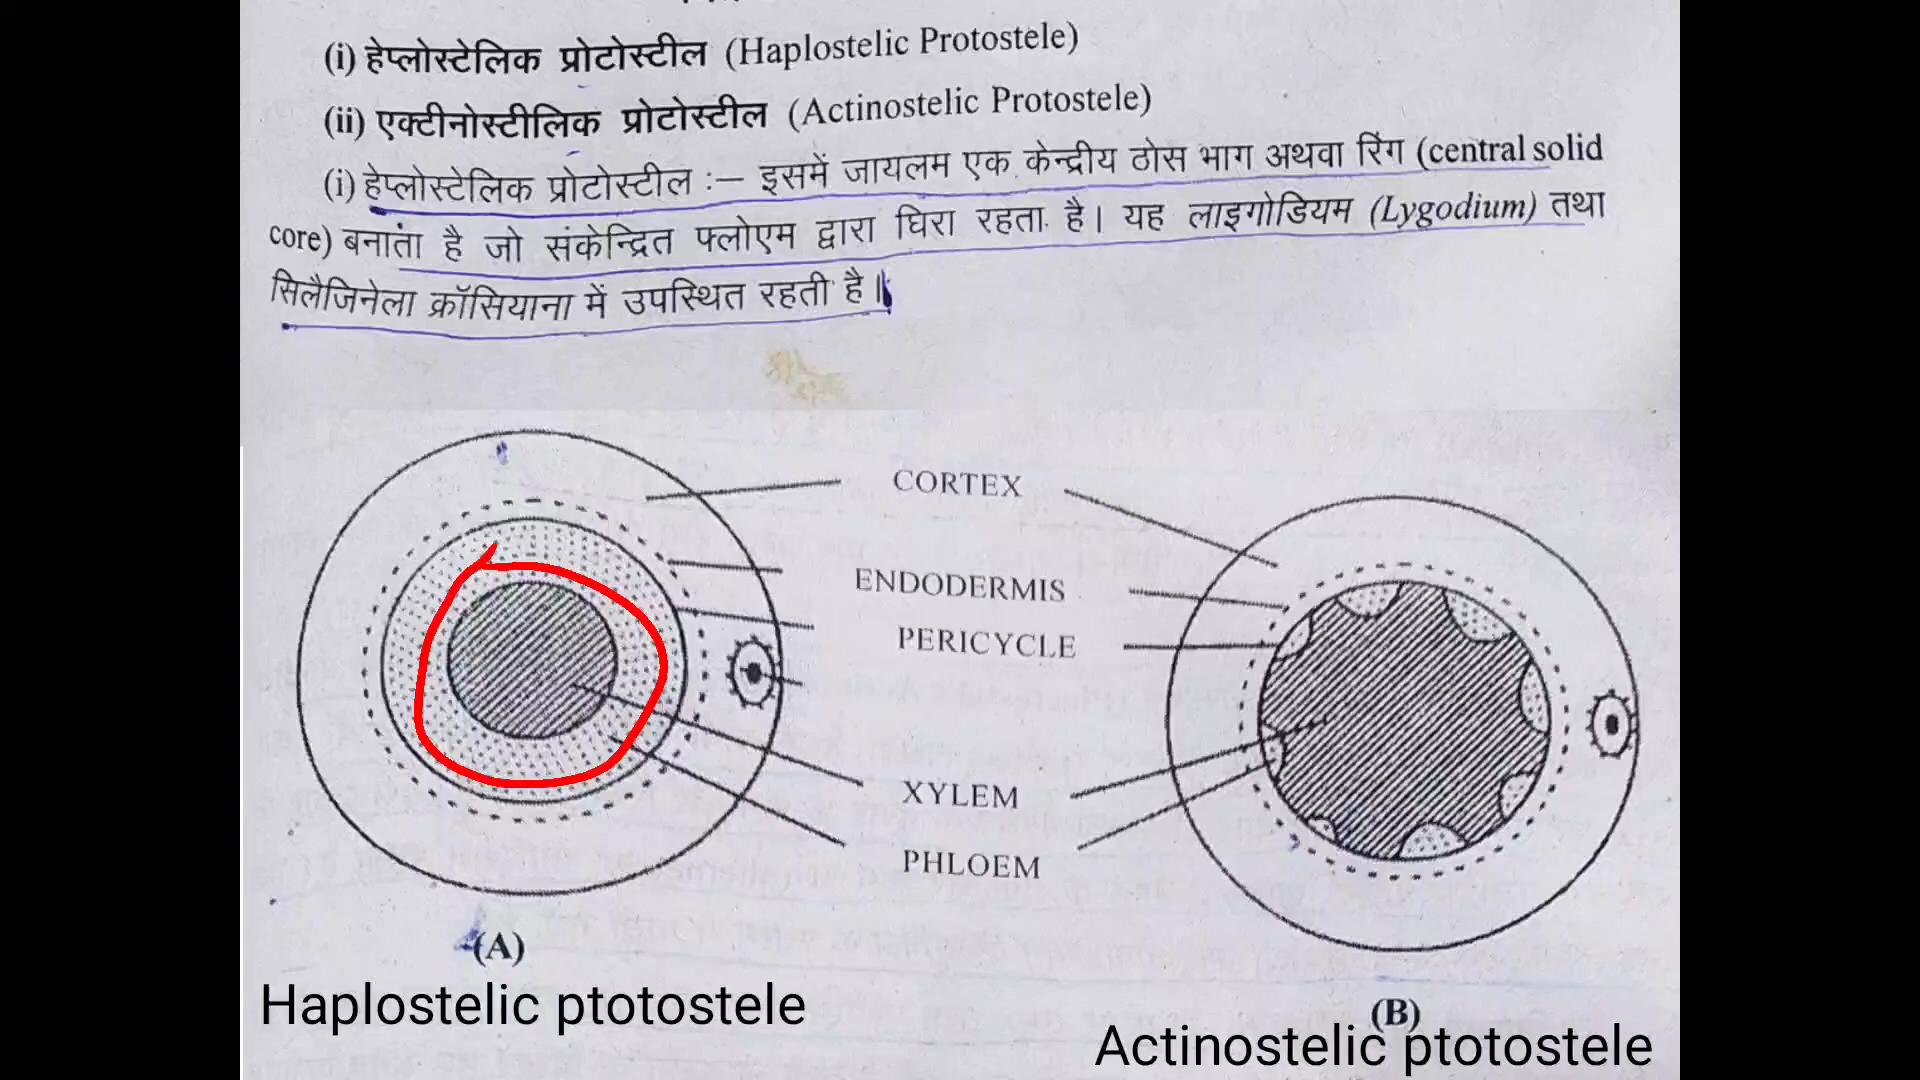 (i) हेप्लोस्टेलिक प्रोटोस्टील (Haplostelic Protostele)
(ii) एक्टीनोस्टीलिक प्रोटोस्टील (Actinostelic Protostele)
(i) हेप्लोस्टेलिक प्रोटोस्टील :— इसमें जायलम एक केन्द्रीय ठोस भाग अथवा रिंग (central solid
core) बनाता है जो संकेन्द्रित फ्लोएम द्वारा घिरा रहता है। यह लाइगोडियम (Lygodium) तथा
सिलैजिनेला क्रॉसियाना में उपस्थित रहती है।
CORTEX
ENDODERMIS
PERICYCLE
XYLEM
PHLOEM
(A)
Haplostelic ptotostele
(B)
Actinostelic ptotostele